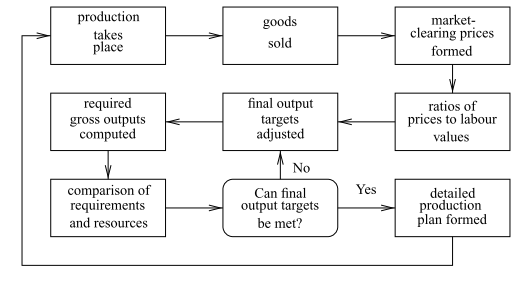 production
takes
place
goods
sold
market-
clearing prices
formed
required
gross outputs
computed
final output
targets
adjusted
ratios of
prices to labour
values
No
comparison of
requirements
and resources
Can final
output targets
be met?
Yes
detailed
production
plan formed